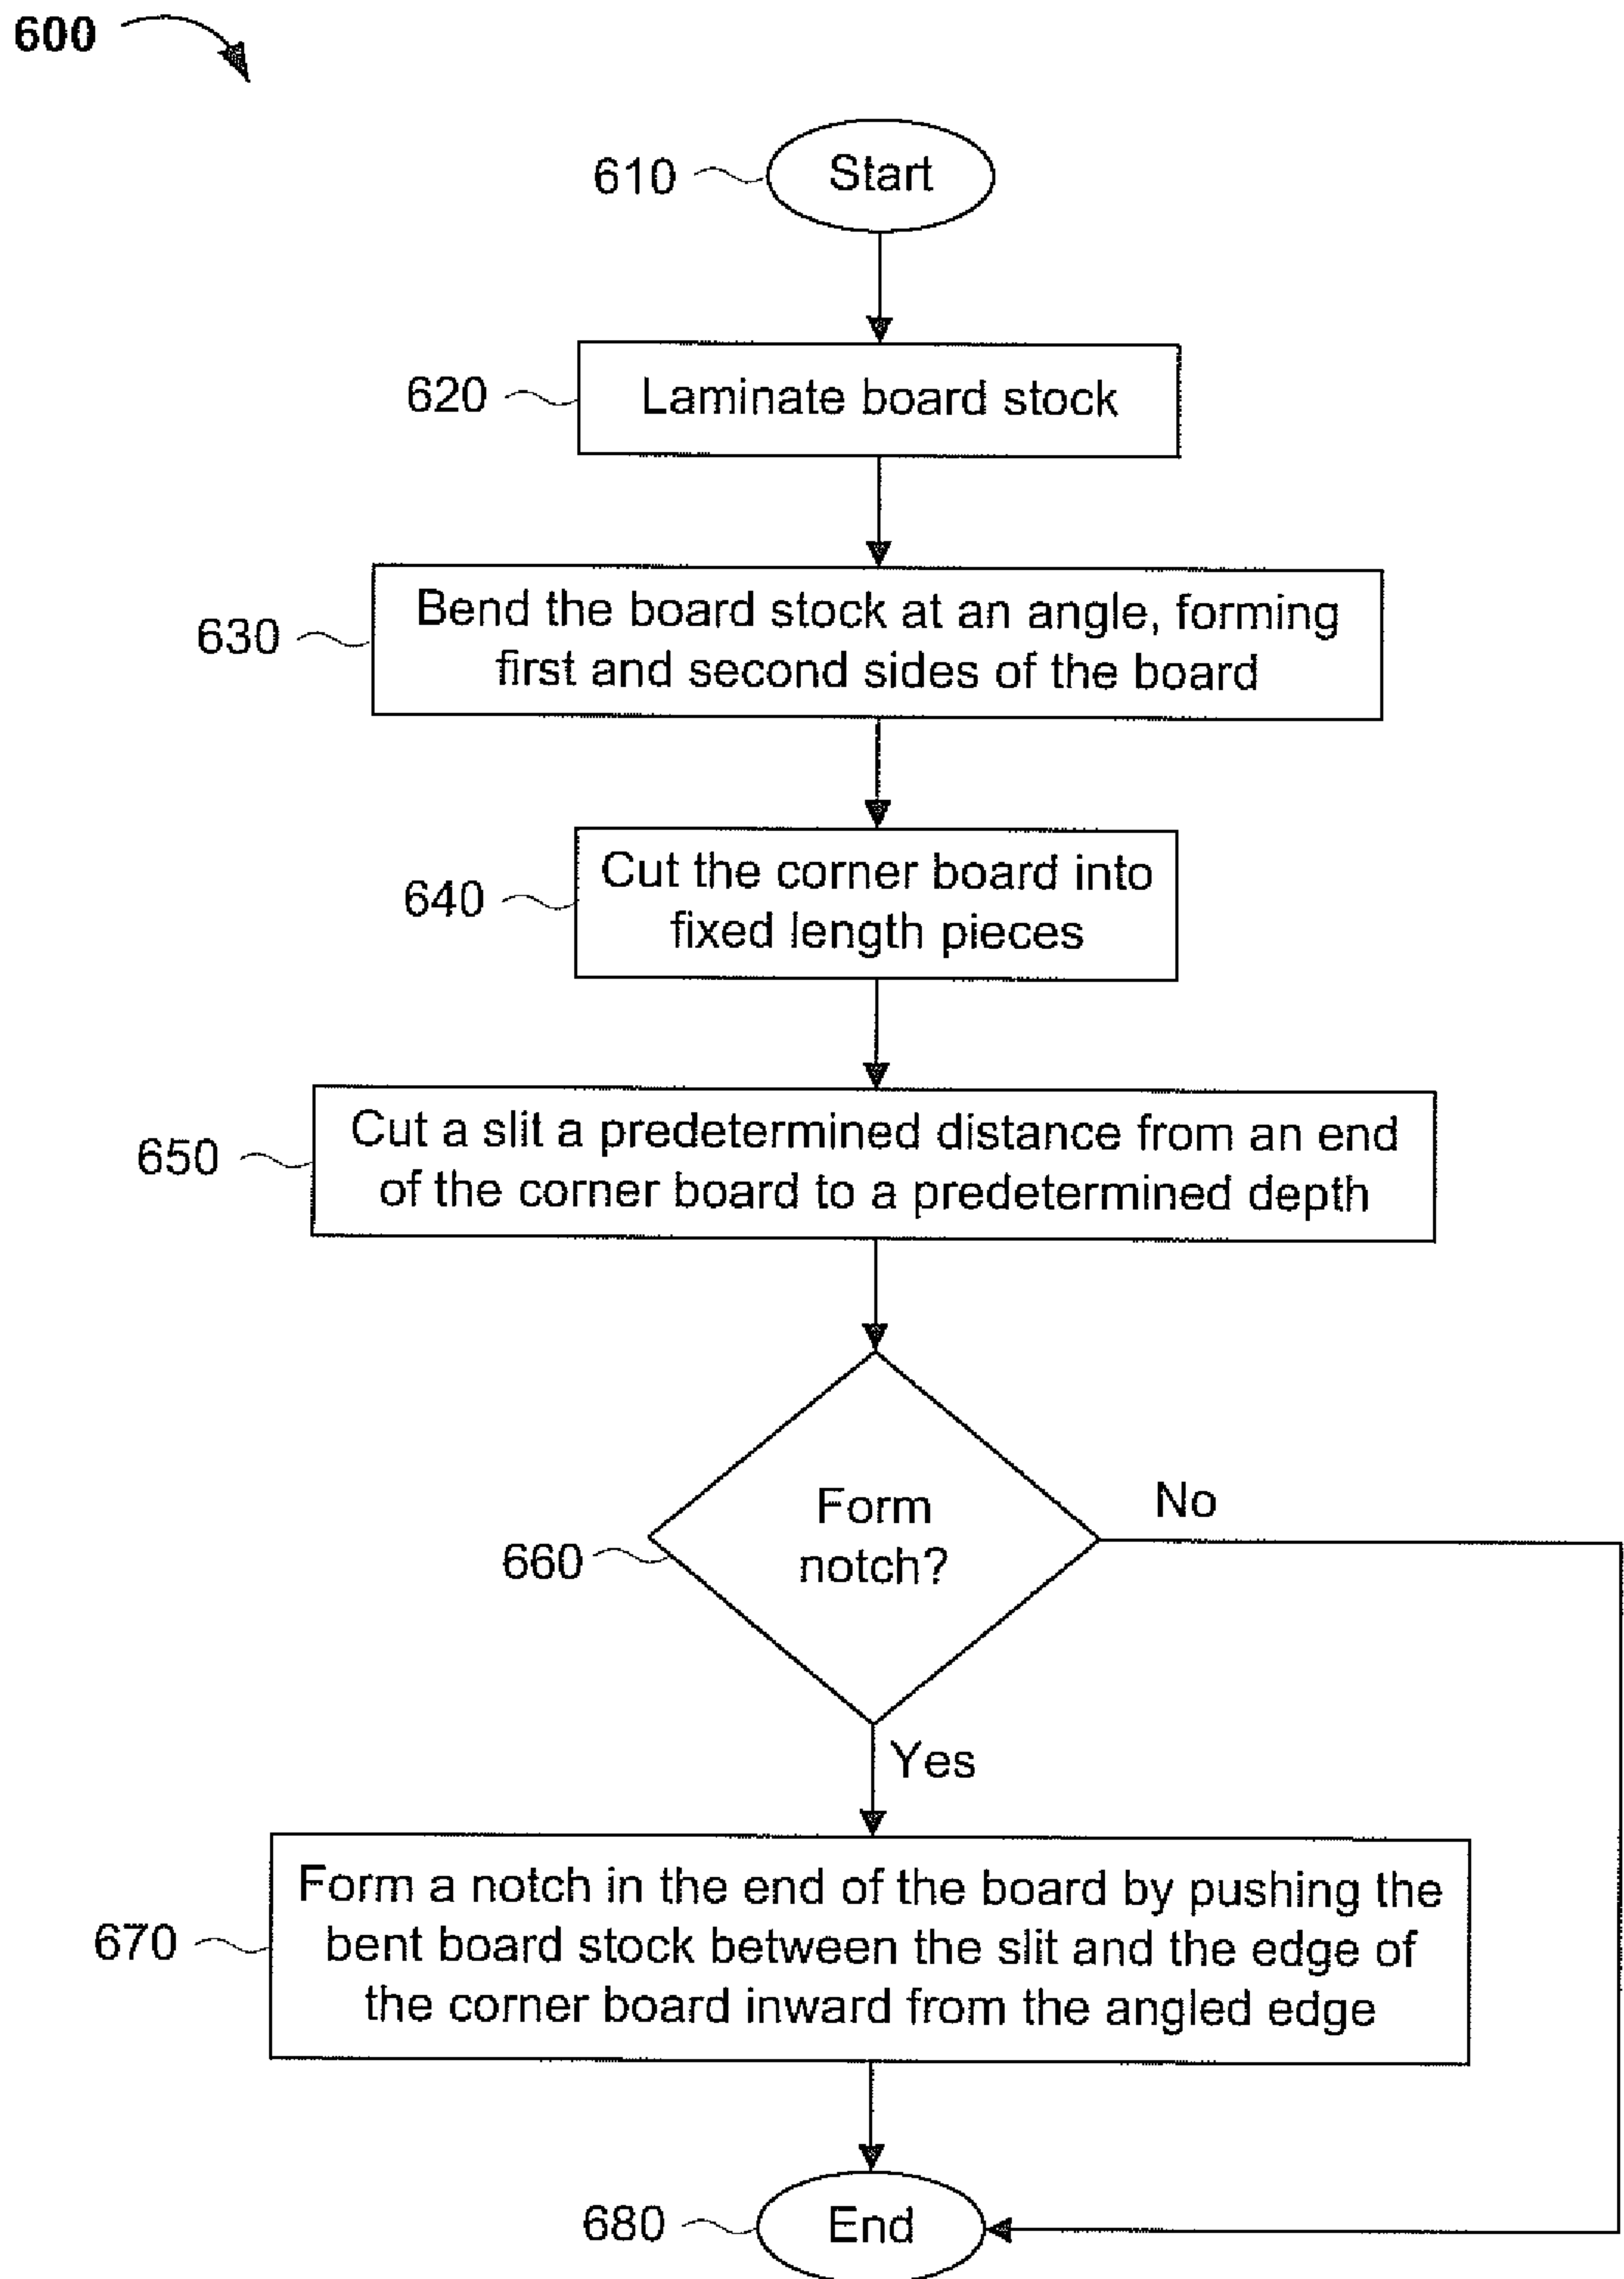 600
610
Start
620
Laminate board stock
630
Bend the board stock at an angle, forming
first and second sides of the board
640
Cut the corner board into
fixed length pieces
650
Cut a slit a predetermined distance from an end
of the corner board to a predetermined depth
660
Form
notch?
No
Yes
670
Form a notch in the end of the board by pushing the
bent board stock between the slit and the edge of
the corner board inward from the angled edge
680
End